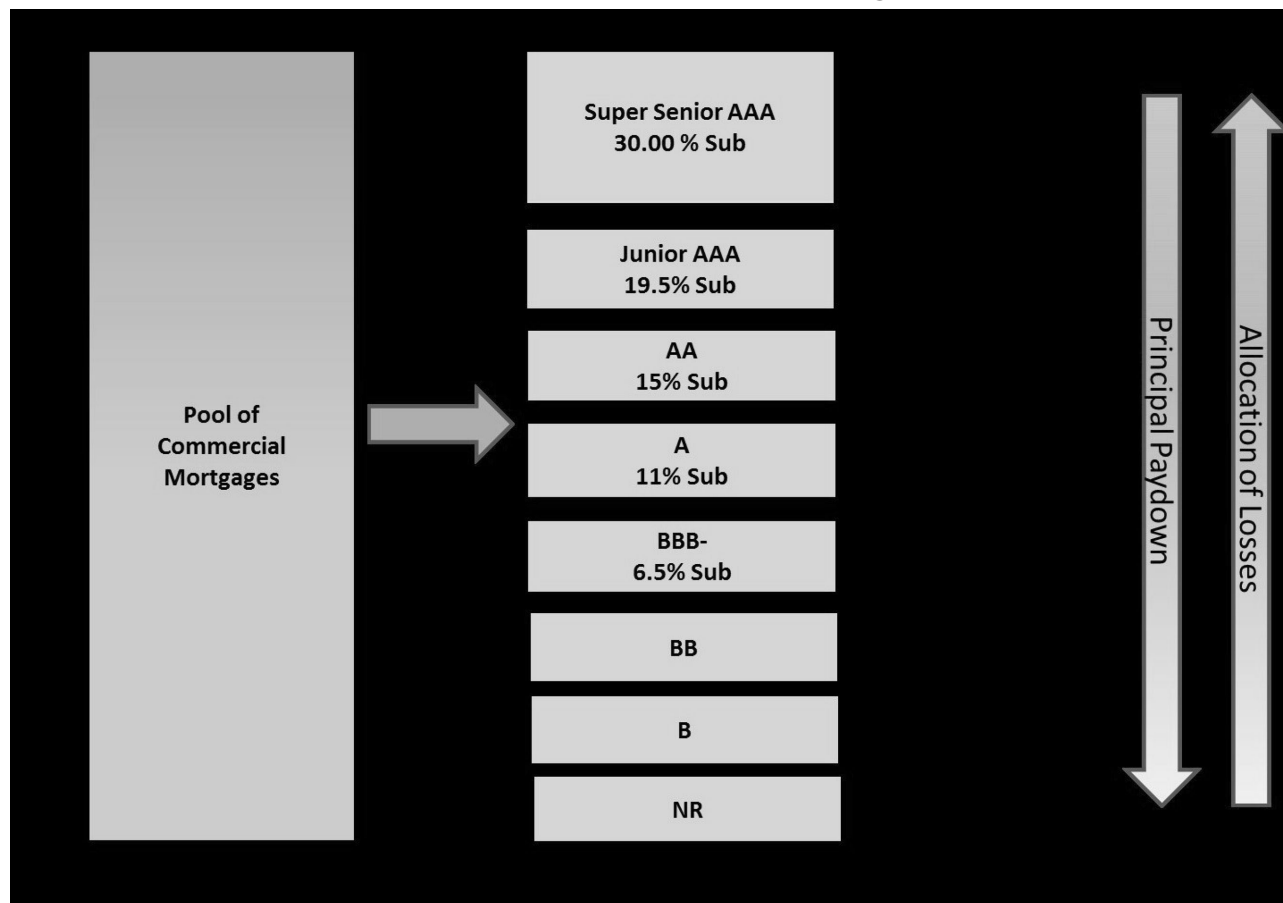 Super Senior AAA
30.00 % Sub
Junior AAA
19.5% Sub
AA
15% Sub
Pool of
Commercial
Mortgages
A
11% Sub
BBB-
6.5% Sub
BB
B
NR
Principal Paydown
Allocation of Losses